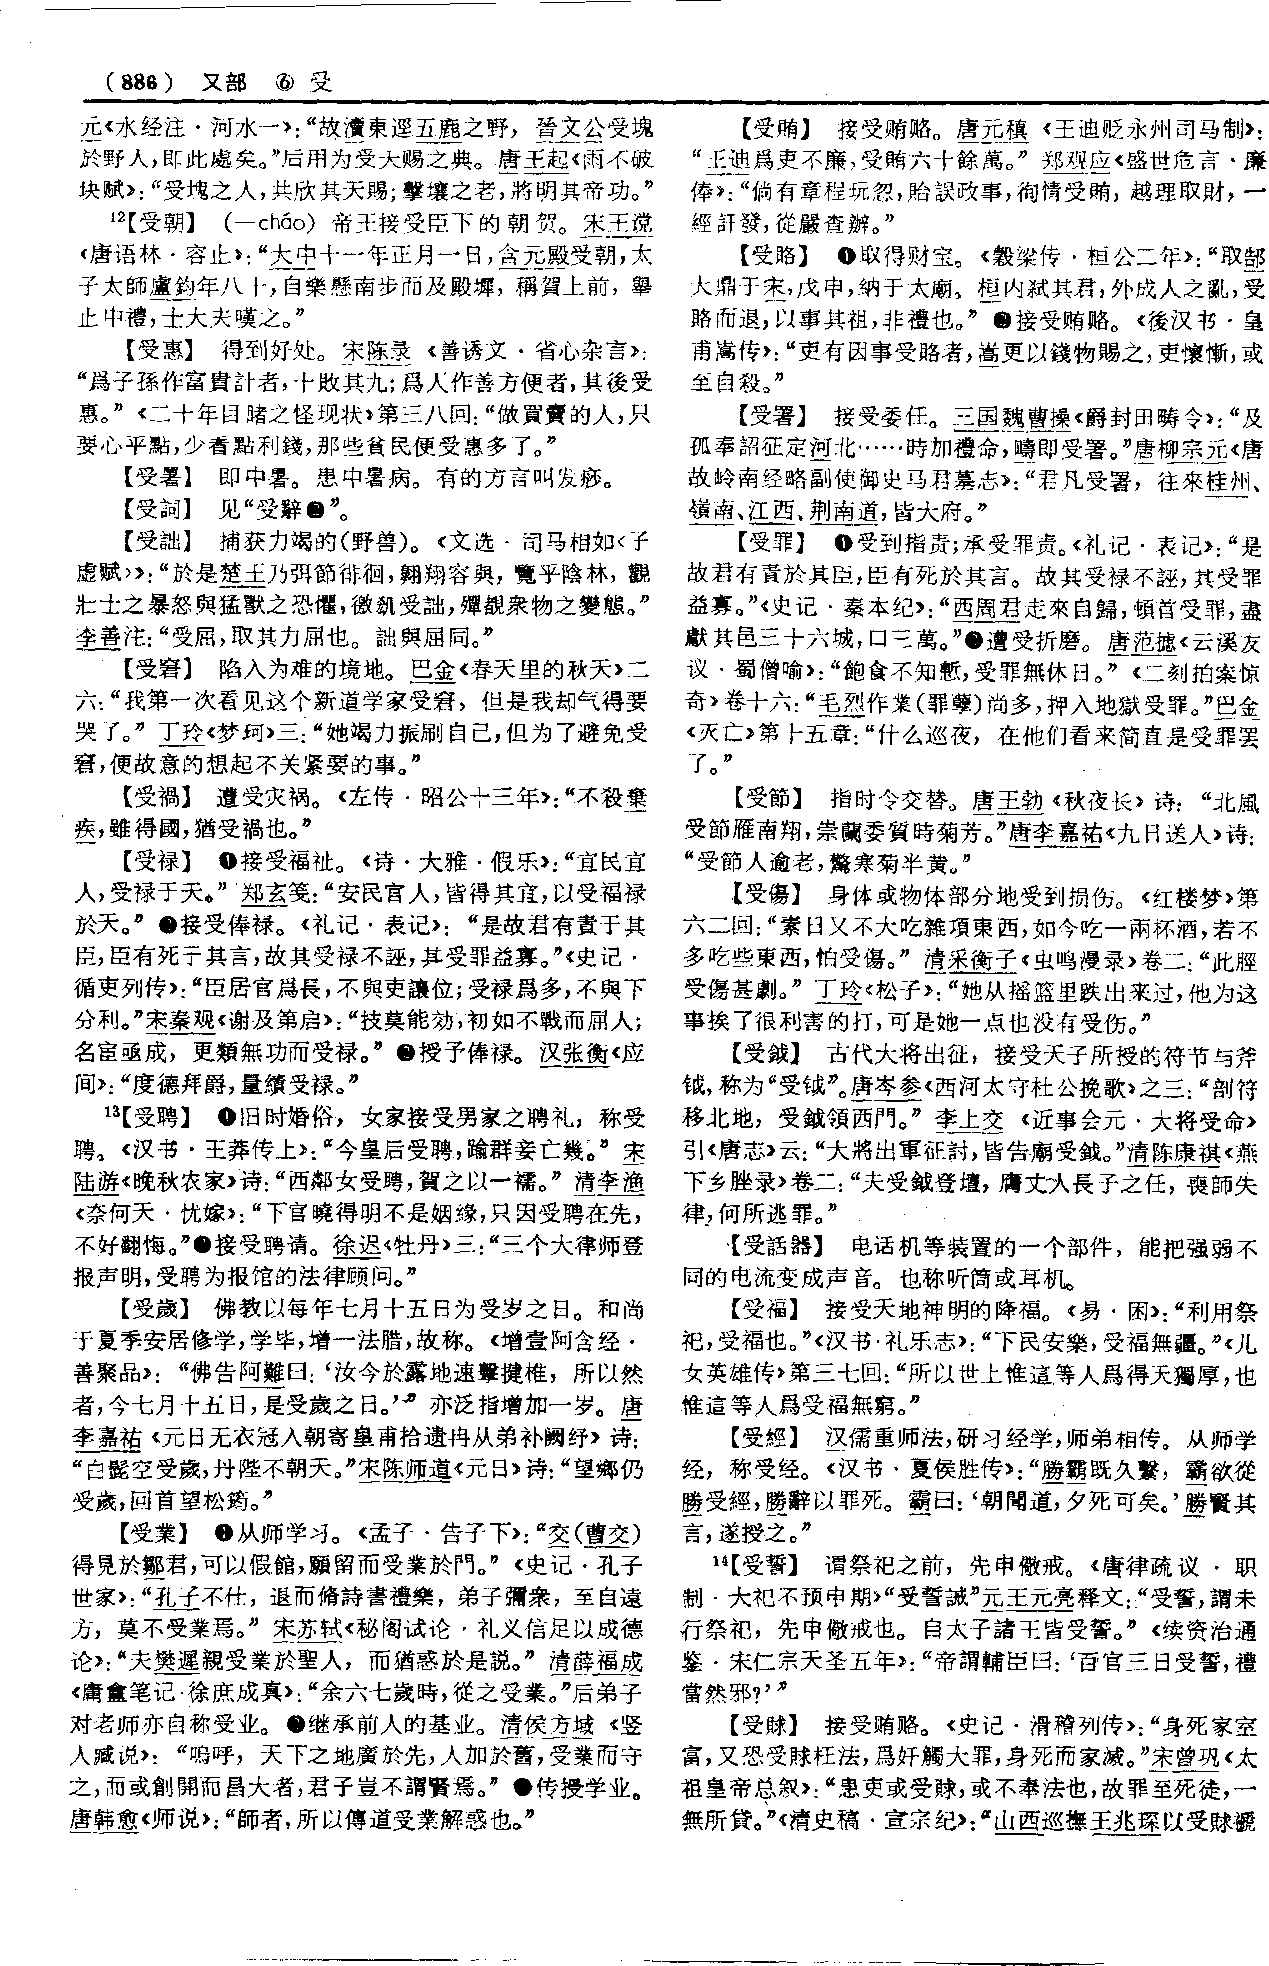 (886) 又部 ⑥ 受
元《水经注·河水一》：“故瀆東逕五鹿之野，晉文公受塊
於野人，即此處矣。”后用为受天赐之典。唐王起《雨不破
块赋》：“受塊之人，共欣其天賜；擊壤之老，將明其帝功。”
¹²【受朝】 (—cháo) 帝王接受臣下的朝贺。宋王谠
《唐语林·容止》：“大中十一年正月一日，含元殿受朝，太
子太師盧鈞年八十，自樂懸南步而及殿墀，稱賀上前，舉
止中禮，士大夫嘆之。”
【受惠】 得到好处。宋陈录《善诱文·省心杂言》：
“爲子孫作富貴計者，十敗其九；爲人作善方便者，其後受
惠。”《二十年目睹之怪现状》第三八回：“做買賣的人，只
要心平點，少看點利錢，那些貧民便受惠多了。”
【受暑】 即中暑。患中暑病。有的方言叫发痧。
【受詞】 见“受辭❷”。
【受詘】 捕获力竭的(野兽)。《文选·司马相如〈子
虚赋〉》：“於是楚王乃弭節徘徊，翱翔容與，覽乎陰林，觀
壯士之暴怒與猛獸之恐懼，徼㕁受詘，殫覩衆物之變態。”
李善注：“受屈，取其力屈也。詘與屈同。”
【受窘】 陷入为难的境地。巴金《春天里的秋天》二
六：“我第一次看见这个新道学家受窘，但是我却气得要
哭了。”丁玲《梦珂》三：“她竭力振刷自己，但为了避免受
窘，便故意的想起不关紧要的事。”
【受禍】 遭受灾祸。《左传·昭公十三年》：“不殺棄
疾，雖得國，猶受禍也。”
【受禄】 ❶接受福祉。《诗·大雅·假乐》：“宜民宜
人，受禄于天。”郑玄笺：“安民官人，皆得其宜，以受福禄
於天。”❷接受俸禄。《礼记·表记》：“是故君有責于其
臣，臣有死于其言，故其受禄不誣，其受罪益寡。”《史记·
循吏列传》：“臣居官爲長，不與吏讓位；受禄爲多，不與下
分利。”宋秦观《谢及第启》：“技莫能効，初如不戰而屈人；
名宦亟成，更類無功而受禄。”❸授予俸禄。汉张衡《应
间》：“度德拜爵，量績受禄。”
¹³【受聘】 ❶旧时婚俗，女家接受男家之聘礼，称受
聘。《汉书·王莽传上》：“今皇后受聘，踰群妾亡幾。”宋
陆游《晚秋农家》诗：“西鄰女受聘，賀之以一襦。”清李渔
《奈何天·忧嫁》：“下官曉得明不是姻緣，只因受聘在先，
不好翻悔。”❷接受聘请。徐迟《牡丹》三：“三个大律师登
报声明，受聘为报馆的法律顾问。”
【受歲】 佛教以每年七月十五日为受岁之日。和尚
于夏季安居修学，学毕，增一法腊，故称。《增壹阿含经·
善聚品》：“佛告阿難曰：‘汝今於露地速擊揵椎，所以然
者，今七月十五日，是受歲之日。’”亦泛指增加一岁。唐
李嘉祐《元日无衣冠入朝寄皇甫拾遗冉从弟补阙纾》诗：
“白髭空受歲，丹陛不朝天。”宋陈师道《元日》诗：“望鄉仍
受歲，回首望松筠。”
【受業】 ❶从师学习。《孟子·告子下》：“交(曹交)
得見於鄒君，可以假館，願留而受業於門。”《史记·孔子
世家》：“孔子不仕，退而脩詩書禮樂，弟子彌衆，至自遠
方，莫不受業焉。”宋苏轼《秘阁试论·礼义信足以成德
论》：“夫樊遲親受業於聖人，而猶惑於是説。”清薛福成
《庸盦笔记·徐庶成真》：“余六七歲時，從之受業。”后弟子
对老师亦自称受业。❷继承前人的基业。清侯方域《竖
人臧说》：“嗚呼，天下之地廣於先，人加於舊，受業而守
之，而或創開而昌大者，君子豈不謂賢焉。”❸传授学业。
唐韩愈《师说》：“師者，所以傳道受業解惑也。”
【受賄】 接受贿赂。唐元稹《王迪贬永州司马制》：
“王迪爲吏不廉，受賄六十餘萬。”郑观应《盛世危言·廉
俸》：“倘有章程玩忽，貽誤政事，徇情受賄，越理取財，一
經訐發，從嚴查辦。”
【受賂】 ❶取得财宝。《穀梁传·桓公二年》：“取郜
大鼎于宋，戊申，納于太廟。桓内弑其君，外成人之亂，受
賂而退，以事其祖，非禮也。”❷接受贿赂。《後汉书·皇
甫嵩传》：“吏有因事受賂者，嵩更以錢物賜之，吏懷慚，或
至自殺。”
【受署】 接受委任。三国魏曹操《爵封田畴令》：“及
孤奉詔征定河北……時加禮命，疇即受署。”唐柳宗元《唐
故岭南经略副使御史马君墓志》：“君凡受署，往來桂州、
嶺南、江西、荆南道，皆大府。”
【受罪】 ❶受到指责；承受罪责。《礼记·表记》：“是
故君有責於其臣，臣有死於其言。故其受禄不誣，其受罪
益寡。”《史记·秦本纪》：“西周君走來自歸，頓首受罪，盡
獻其邑三十六城，口三萬。”❷遭受折磨。唐范摅《云溪友
议·蜀僧喻》：“飽食不知慙，受罪無休日。”《二刻拍案惊
奇》卷十六：“毛烈作業(罪孽)尚多，押入地獄受罪。”巴金
《灭亡》第十五章：“什么巡夜，在他们看来简直是受罪罢
了。”
【受節】 指时令交替。唐王勃《秋夜长》诗：“北風
受節雁南翔，崇蘭委質時菊芳。”唐李嘉祐《九日送人》诗：
“受節人逾老，驚寒菊半黄。”
【受傷】 身体或物体部分地受到损伤。《红楼梦》第
六二回：“素日又不大吃雜項東西，如今吃一兩杯酒，若不
多吃些東西，怕受傷。”清采衡子《虫鸣漫录》卷二：“此脛
受傷甚劇。”丁玲《松子》：“她从摇篮里跌出来过，他为这
事挨了很利害的打，可是她一点也没有受伤。”
【受鉞】 古代大将出征，接受天子所授的符节与斧
钺，称为“受钺”。唐岑参《西河太守杜公挽歌》之三：“剖符
移北地，受鉞領西門。”李上交《近事会元·大将受命》
引《唐志》云：“大將出軍征討，皆告廟受鉞。”清陈康祺《燕
下乡脞录》卷二：“夫受鉞登壇，膺丈人長子之任，喪師失
律，何所逃罪。”
【受話器】 电话机等装置的一个部件，能把强弱不
同的电流变成声音。也称听筒或耳机。
【受福】 接受天地神明的降福。《易·困》：“利用祭
祀，受福也。”《汉书·礼乐志》：“下民安樂，受福無疆。”《儿
女英雄传》第三七回：“所以世上惟這等人爲得天獨厚，也
惟這等人爲受福無窮。”
【受經】 汉儒重师法，研习经学，师弟相传。从师学
经，称受经。《汉书·夏侯胜传》：“勝霸既久繫，霸欲從
勝受經，勝辭以罪死。霸曰：‘朝聞道，夕死可矣。’勝賢其
言，遂授之。”
¹⁴【受誓】 谓祭祀之前，先申儆戒。《唐律疏议·职
制·大祀不预申期》“受誓誡”元王元亮释文：“受誓，謂未
行祭祀，先申儆戒也。自太子諸王皆受誓。”《续资治通
鉴·宋仁宗天圣五年》：“帝謂輔臣曰：‘百官三日受誓，禮
當然邪？’”
【受賕】 接受贿赂。《史记·滑稽列传》：“身死家室
富，又恐受賕枉法，爲奸觸大罪，身死而家滅。”宋曾巩《太
祖皇帝总叙》：“患吏或受賕，或不奉法也，故罪至死徒，一
無所貸。”《清史稿·宣宗纪》：“山西巡撫王兆琛以受賕褫